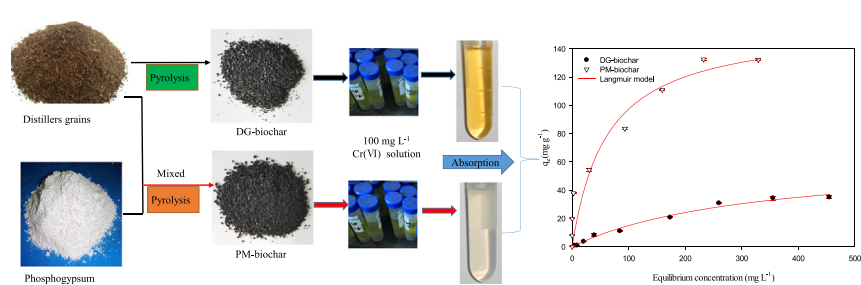 Distillers grains
Pyrolysis
DG-biochar
100 mg L-1
Cr(VI) solution
Absorption
Mixed
Pyrolysis
PM-biochar
Phosphogypsum
DG-biochar
PM-biochar
Langmuir model
140
120
100
80
60
40
20
0
qe(mg g-1)
0
100
200
300
400
500
Equilibrium concentration (mg L-1)